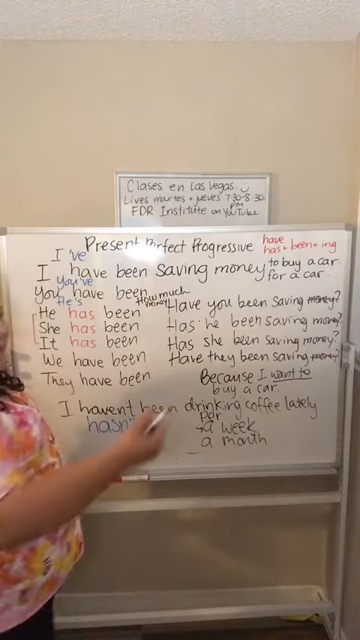 Clases en Las Vegas
Lives martes + jueves 7:30-8:30 PM
FDR Institute on YouTube
Present Perfect Progressive
have
has + been + ing
I've
I have been saving money to buy a car.
for a car.
You've
You have been
He's
How much money
Have you been saving money?
He has been
Has he been saving money?
She has been
Has she been saving money?
It has been
Have they been saving money?
We have been
They have been
Because I want to
buy a car.
I haven't been drinking coffee lately
hasn't
per
a week
a month